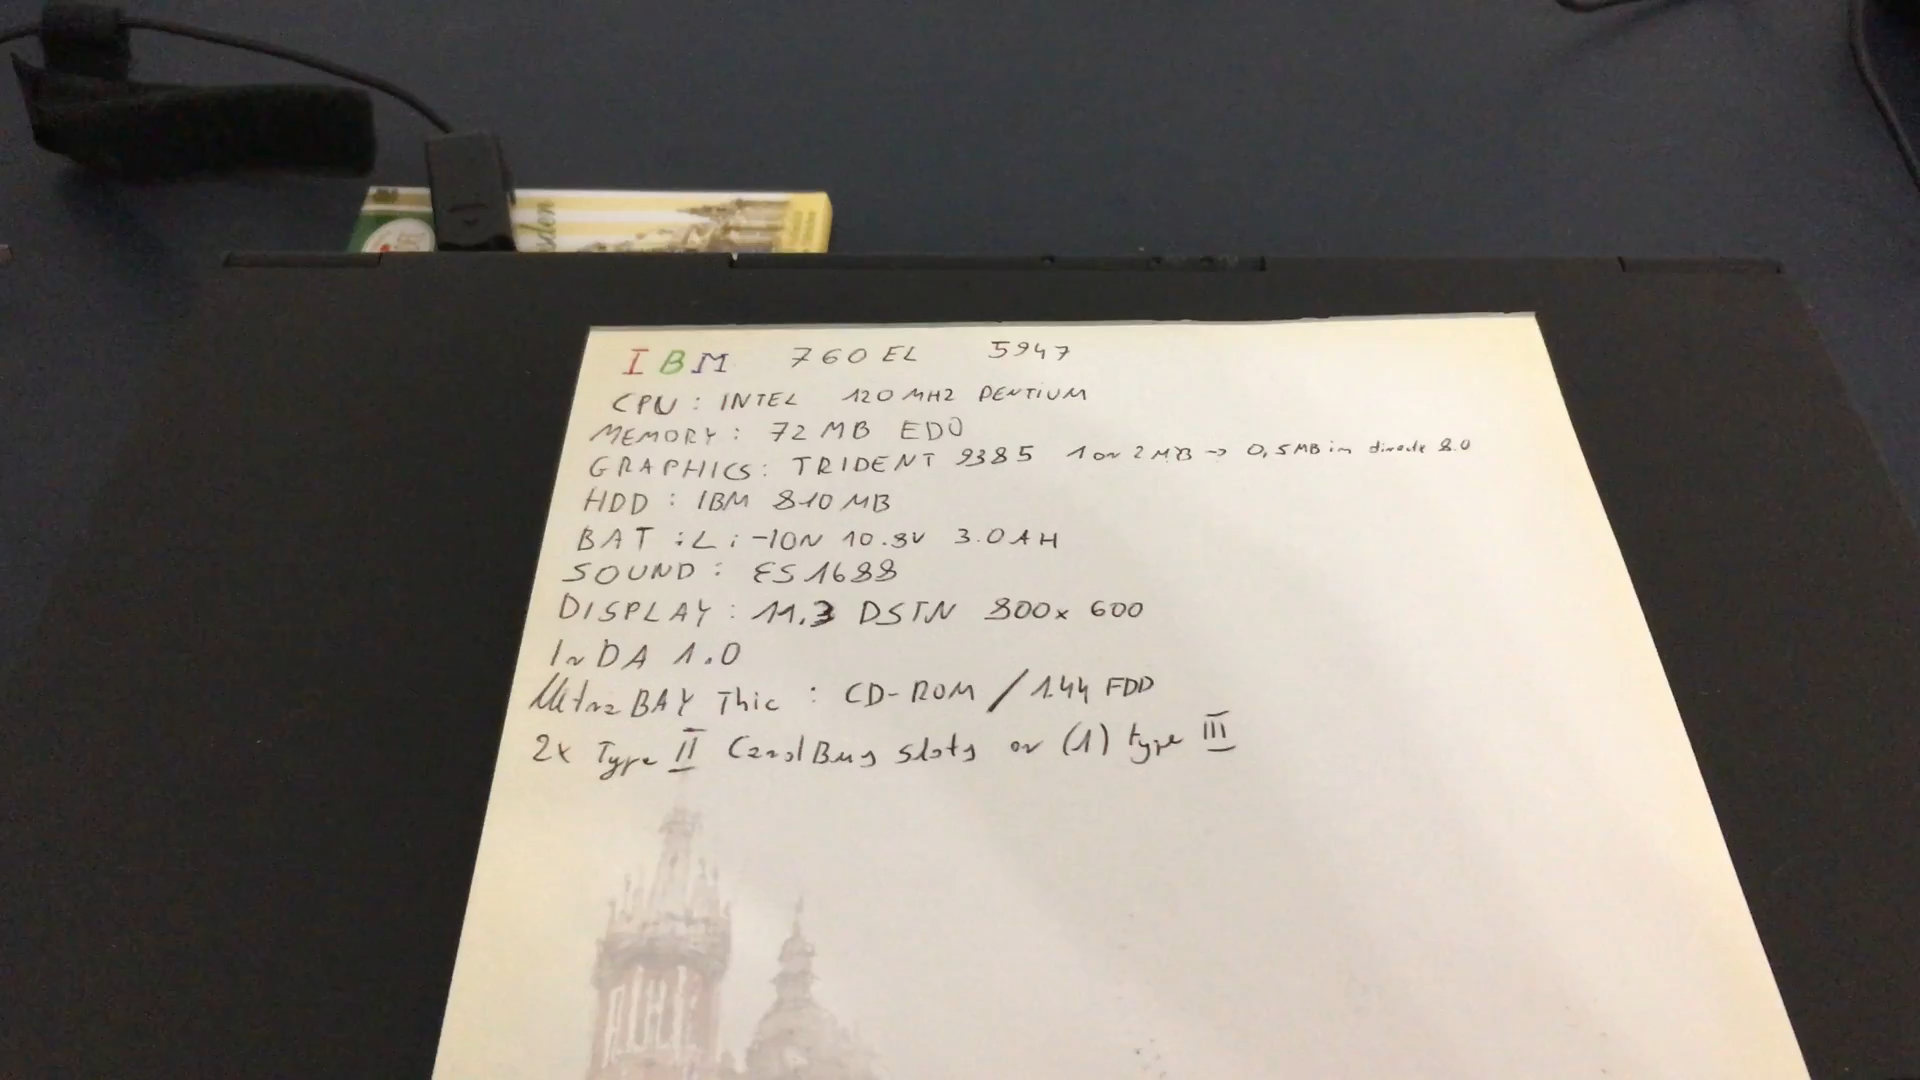 sden
IBM 760EL 5947
CPU: INTEL 120 MHZ PENTIUM
MEMORY: 72 MB EDO
GRAPHICS: TRIDENT 9385 1 or 2 MB → 0,5MB in directx 8.0
HDD: IBM 810 MB
BAT: Li-ION 10.8V 3.0AH
SOUND: ES1688
DISPLAY: 11.3 DSTN 800x600
IrDA 1.0
UltraBAY Thic: CD-ROM / 1.44 FDD
2x Type II CardBus slots or (1) type III